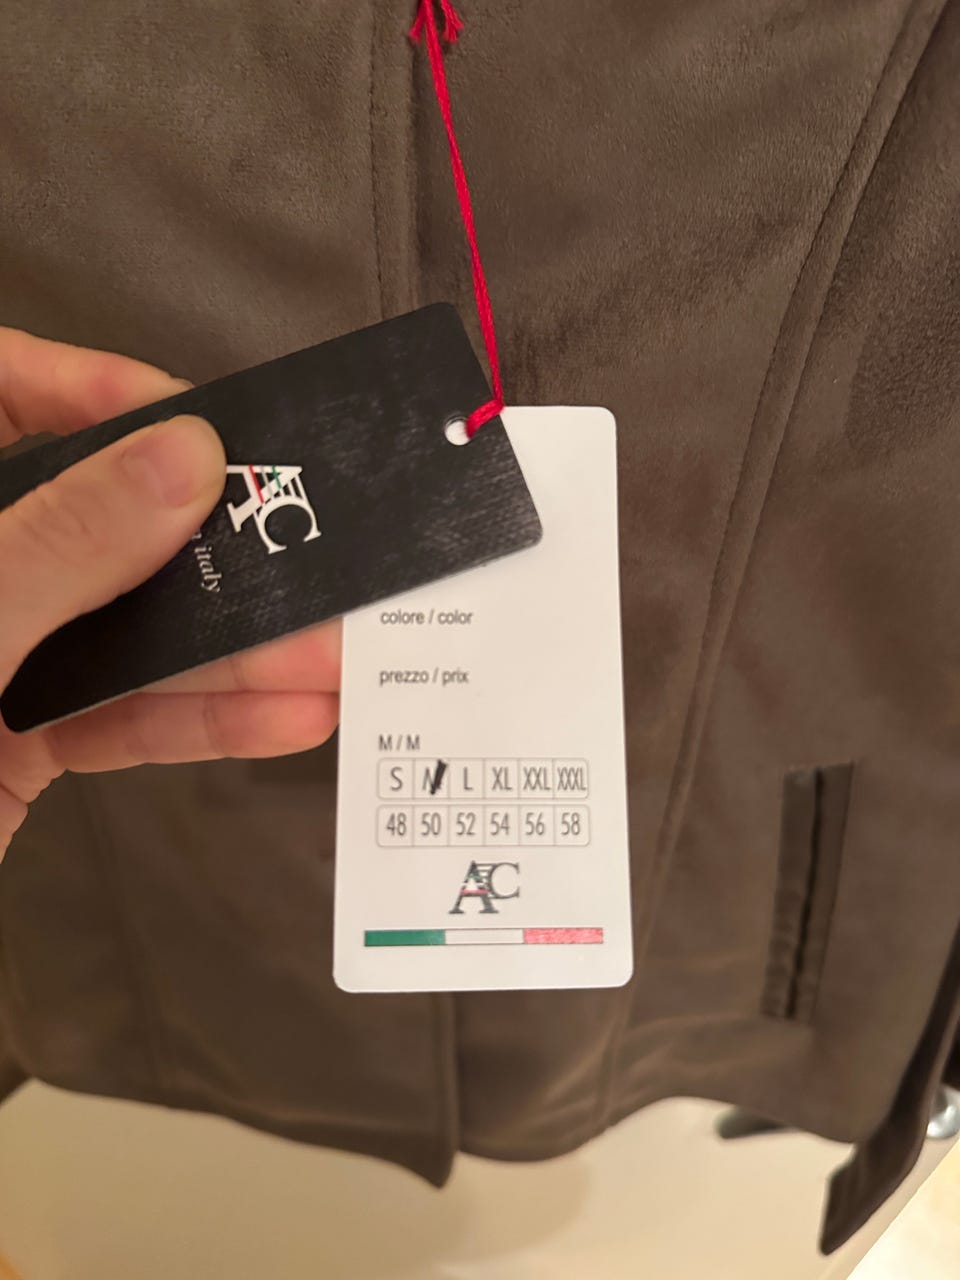 AC
italy
colore / color
prezzo / prix
M / M
S M L XL XXL XXXL
48 50 52 54 56 58
AC